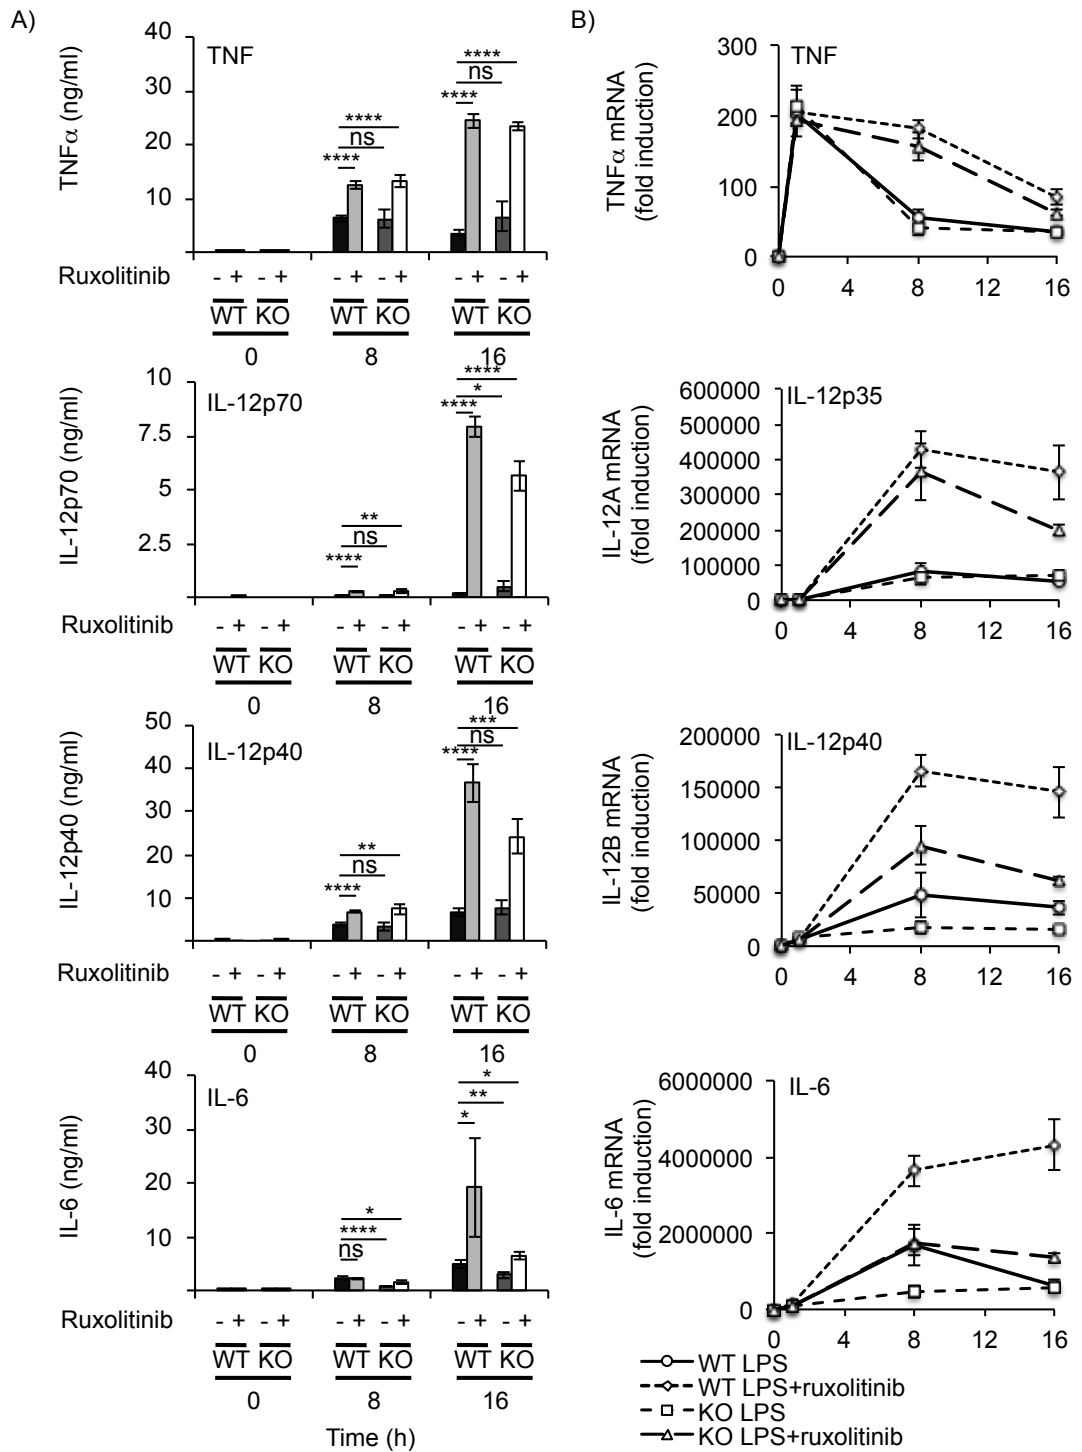 A)
40
30
20
10
TNFα (ng/ml)
TNF
****
ns
****
****
ns
****
Ruxolitinib - + - + - + - + - + - +
WT KO WT KO WT KO
0 8 16
10
7.5
5
2.5
IL-12p70 (ng/ml)
IL-12p70
**
ns
****
****
*
****
Ruxolitinib - + - + - + - + - + - +
WT KO WT KO WT KO
0 8 16
50
40
30
20
10
IL-12p40 (ng/ml)
IL-12p40
**
ns
****
***
ns
****
Ruxolitinib - + - + - + - + - + - +
WT KO WT KO WT KO
0 8 16
40
30
20
10
IL-6 (ng/ml)
IL-6
*
****
ns
*
**
*
Ruxolitinib - + - + - + - + - + - +
WT KO WT KO WT KO
0 8 16
Time (h)
B)
300
200
100
0
TNFα mRNA
(fold induction)
TNF
0 4 8 12 16
600000
500000
400000
300000
200000
100000
0
IL-12A mRNA
(fold induction)
IL-12p35
0 4 8 12 16
200000
150000
100000
50000
0
IL-12B mRNA
(fold induction)
IL-12p40
0 4 8 12 16
6000000
4000000
2000000
0
IL-6 mRNA
(fold induction)
IL-6
0 4 8 12 16
WT LPS
WT LPS+ruxolitinib
KO LPS
KO LPS+ruxolitinib